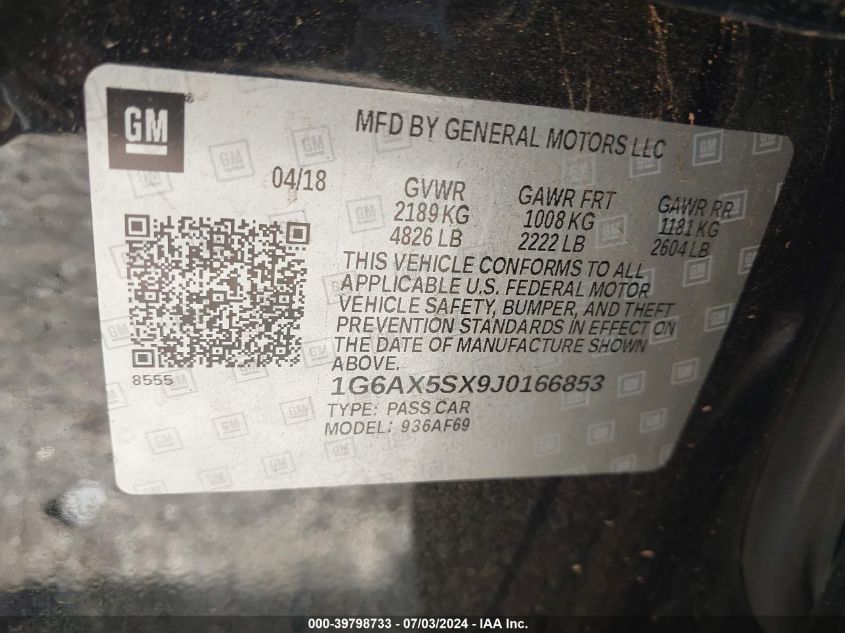 GM
MFD BY GENERAL MOTORS LLC
04/18
GVWR
2189 KG
4826 LB
GAWR FRT
1008 KG
2222 LB
GAWR RR
1181 KG
2604 LB
THIS VEHICLE CONFORMS TO ALL
APPLICABLE U.S. FEDERAL MOTOR
VEHICLE SAFETY, BUMPER, AND THEFT
PREVENTION STANDARDS IN EFFECT ON
THE DATE OF MANUFACTURE SHOWN
ABOVE.
8555
1G6AX5SX9J0166853
TYPE: PASS CAR
MODEL: 936AF69
000-39798733 / 07/03/2024 - IAA Inc.